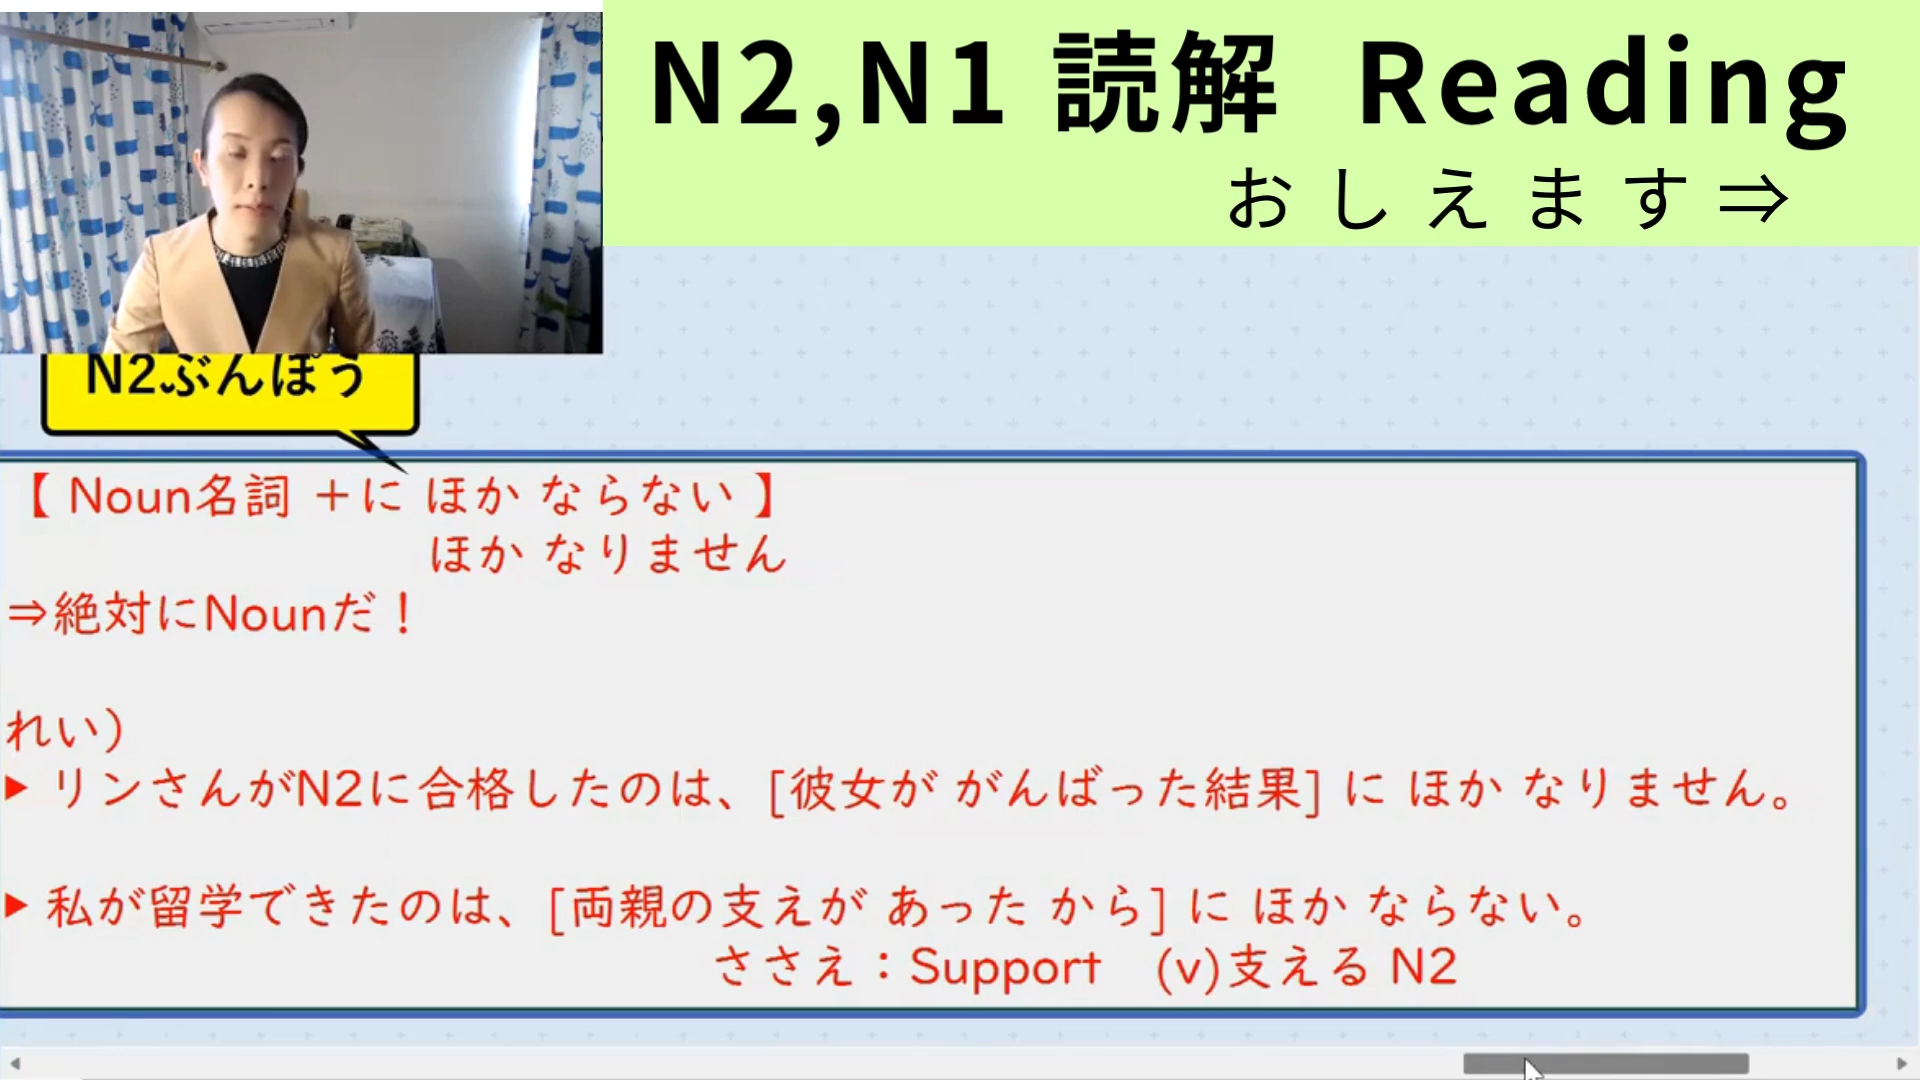 N2,N1 読解 Reading
おしえます⇒
N2ぶんぽう
【 Noun名詞 +に ほか ならない 】
ほか なりません
⇒絶対にNounだ！
れい）
▶ リンさんがN2に合格したのは、[彼女が がんばった結果] に ほか なりません。
▶ 私が留学できたのは、[両親の支えが あった から] に ほか ならない。
ささえ：Support (v)支える N2